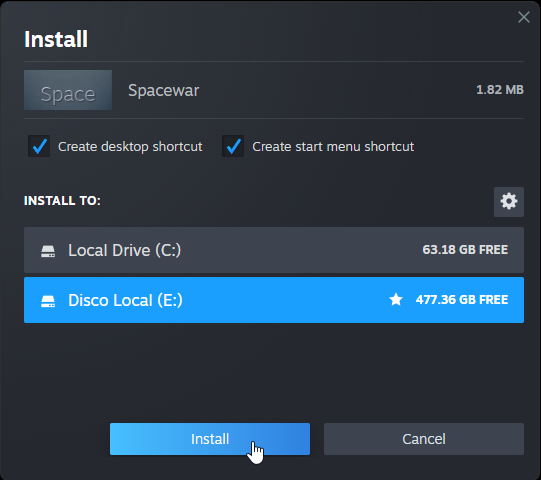 Install
Space Spacewar 1.82 MB
Create desktop shortcut Create start menu shortcut
INSTALL TO:
Local Drive (C:) 63.18 GB FREE
Disco Local (E:) 477.36 GB FREE
Install Cancel